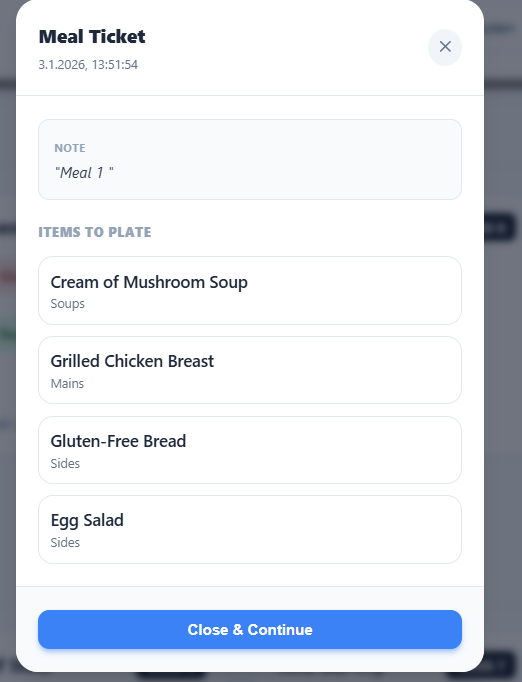 Meal Ticket
3.1.2026, 13:51:54
NOTE
"Meal 1 "
ITEMS TO PLATE
Cream of Mushroom Soup
Soups
Grilled Chicken Breast
Mains
Gluten-Free Bread
Sides
Egg Salad
Sides
Close & Continue